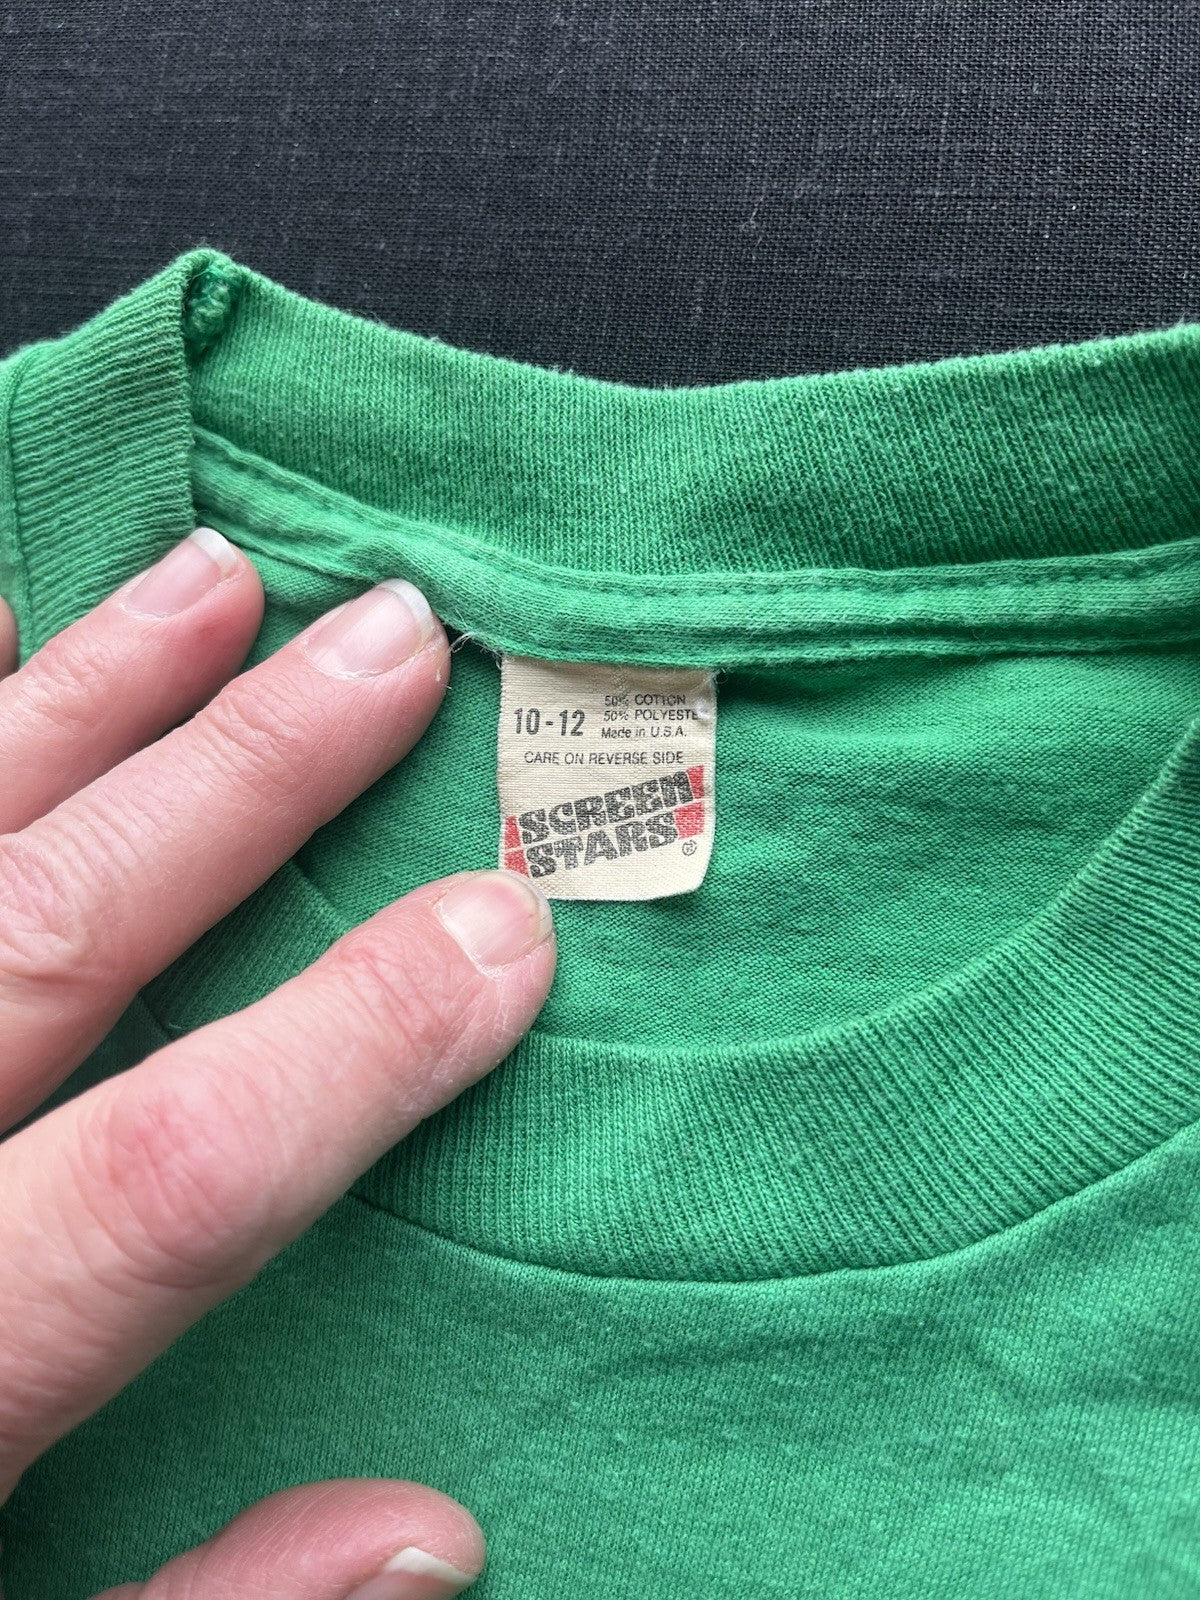 10-12
50% COTTON
50% POLYESTE
Made in U.S.A.
CARE ON REVERSE SIDE
SCREEN
STARS®